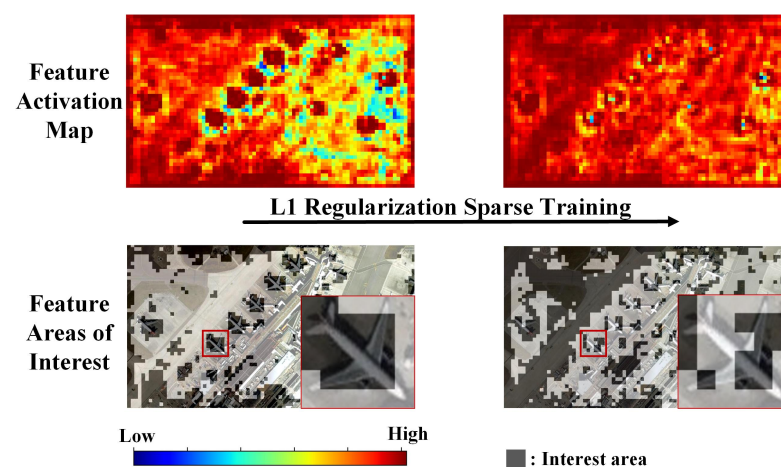 Feature
Activation
Map
L1 Regularization Sparse Training
Feature
Areas of
Interest
Low
High
: Interest area